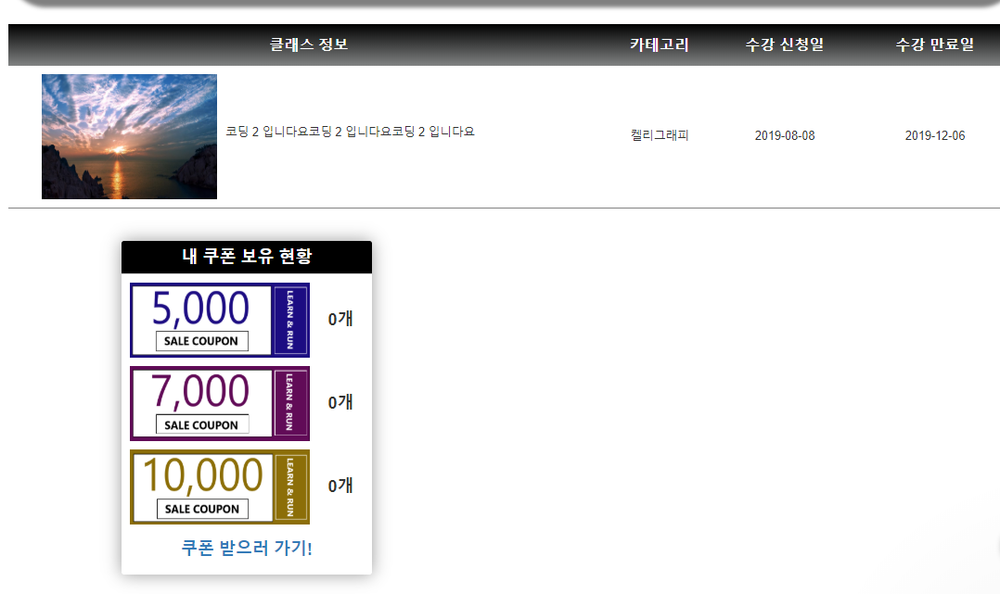 클래스 정보 카테고리 수강 신청일 수강 만료일
코딩 2 입니다요코딩 2 입니다요코딩 2 입니다요 켈리그래피 2019-08-08 2019-12-06
내 쿠폰 보유 현황
5,000
SALE COUPON
LEARN & RUN
0개
7,000
SALE COUPON
LEARN & RUN
0개
10,000
SALE COUPON
LEARN & RUN
0개
쿠폰 받으러 가기!